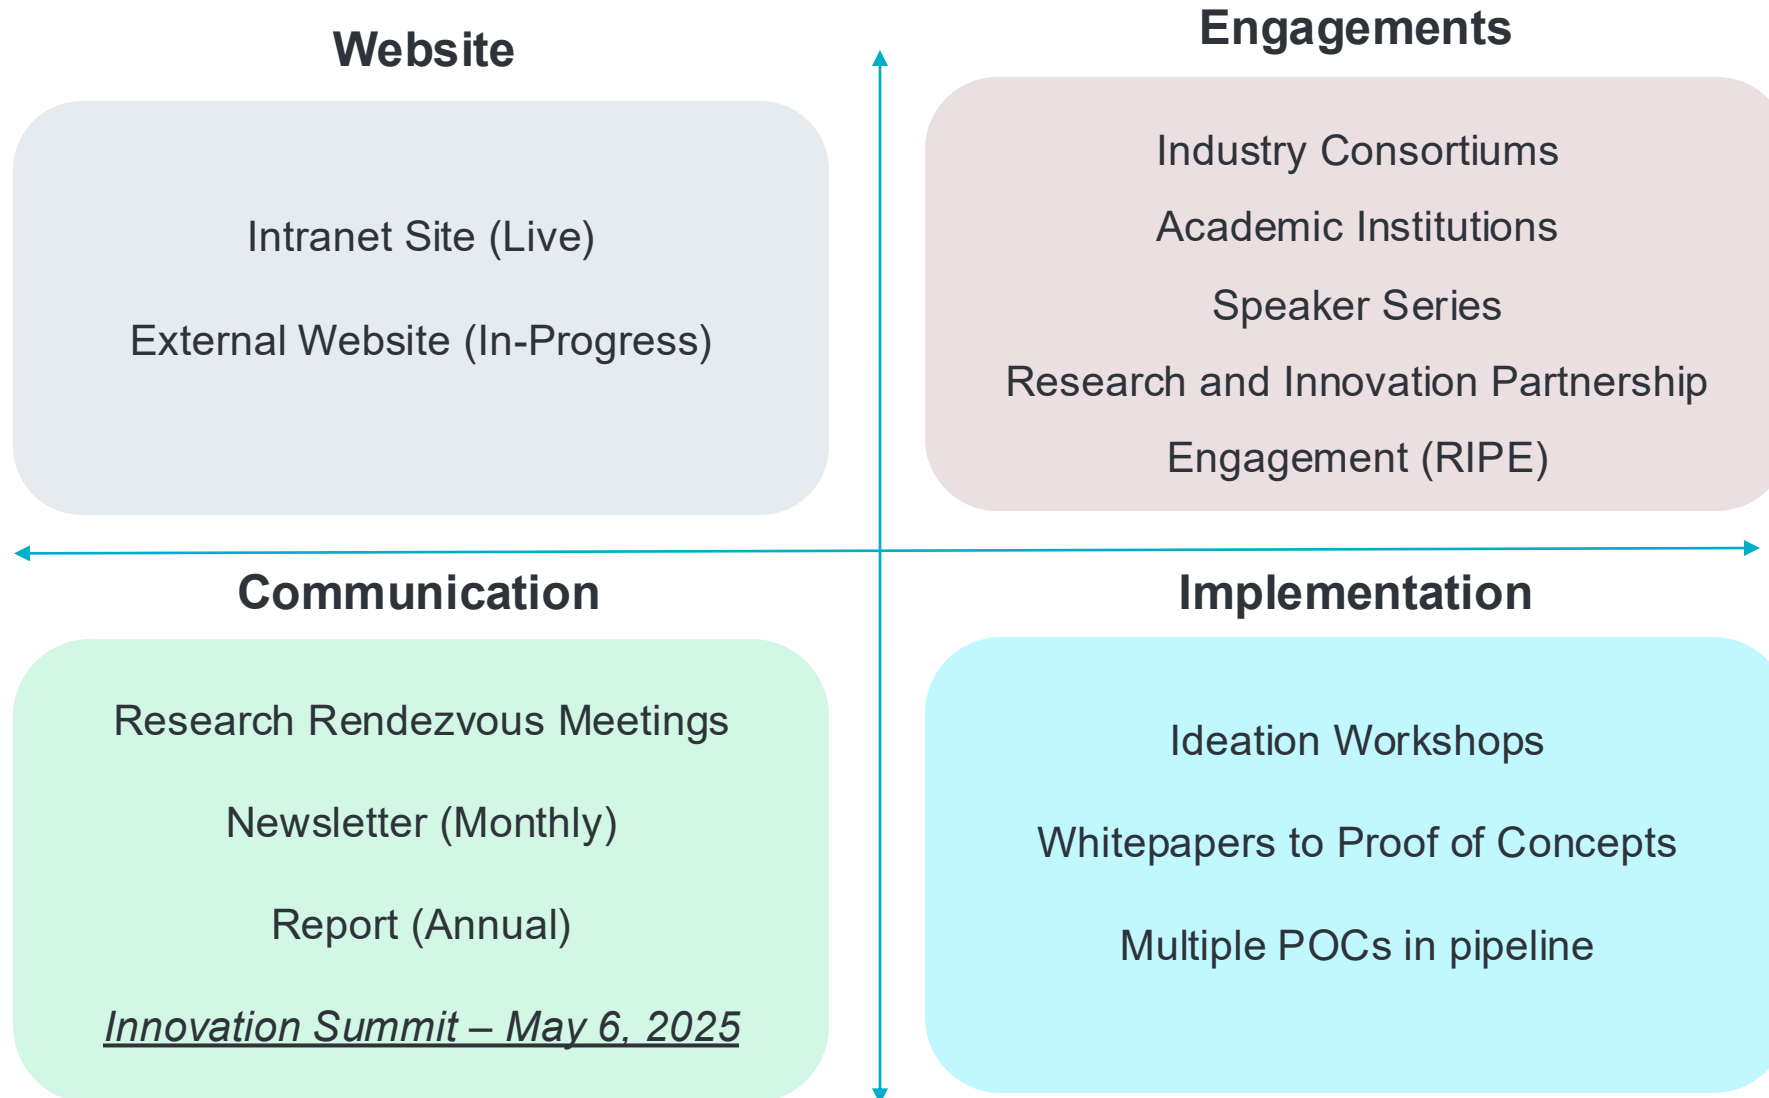 Website
Intranet Site (Live)
External Website (In-Progress)
Engagements
Industry Consortiums
Academic Institutions
Speaker Series
Research and Innovation Partnership
Engagement (RIPE)
Communication
Research Rendezvous Meetings
Newsletter (Monthly)
Report (Annual)
Innovation Summit – May 6, 2025
Implementation
Ideation Workshops
Whitepapers to Proof of Concepts
Multiple POCs in pipeline